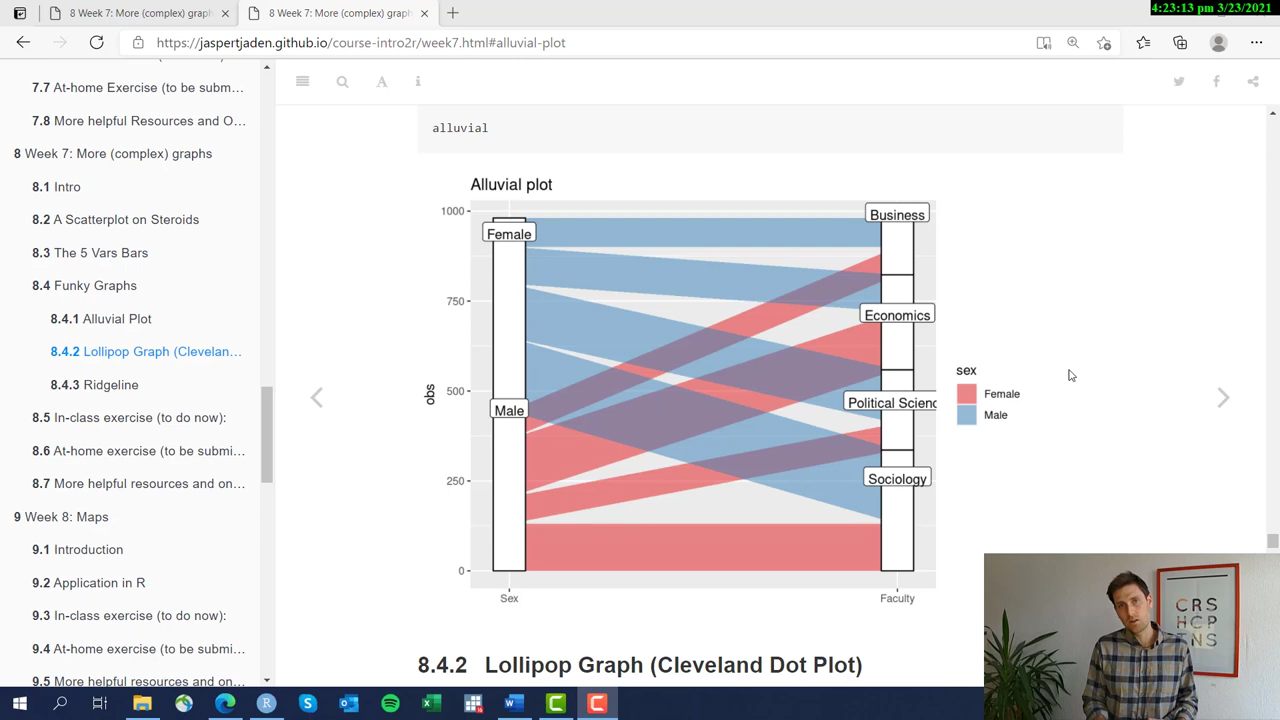 8 Week 7: More (complex) graph
8 Week 7: More (complex) graph
4:23:13 pm 3/23/2021
https://jaspertjaden.github.io/course-intro2r/week7.html#alluvial-plot
7.7 At-home Exercise (to be subm...
7.8 More helpful Resources and O...
8 Week 7: More (complex) graphs
8.1 Intro
8.2 A Scatterplot on Steroids
8.3 The 5 Vars Bars
8.4 Funky Graphs
8.4.1 Alluvial Plot
8.4.2 Lollipop Graph (Clevelan...
8.4.3 Ridgeline
8.5 In-class exercise (to do now):
8.6 At-home exercise (to be submi...
8.7 More helpful resources and on...
9 Week 8: Maps
9.1 Introduction
9.2 Application in R
9.3 In-class exercise (to do now):
9.4 At-home exercise (to be submi...
9.5 More helpful resources and on...
alluvial
Alluvial plot
1000
750
500
250
0
obs
Female
Male
Business
Economics
Political Scienc
Sociology
Sex
Faculty
sex
Female
Male
8.4.2 Lollipop Graph (Cleveland Dot Plot)
CRS
HCP
TNS